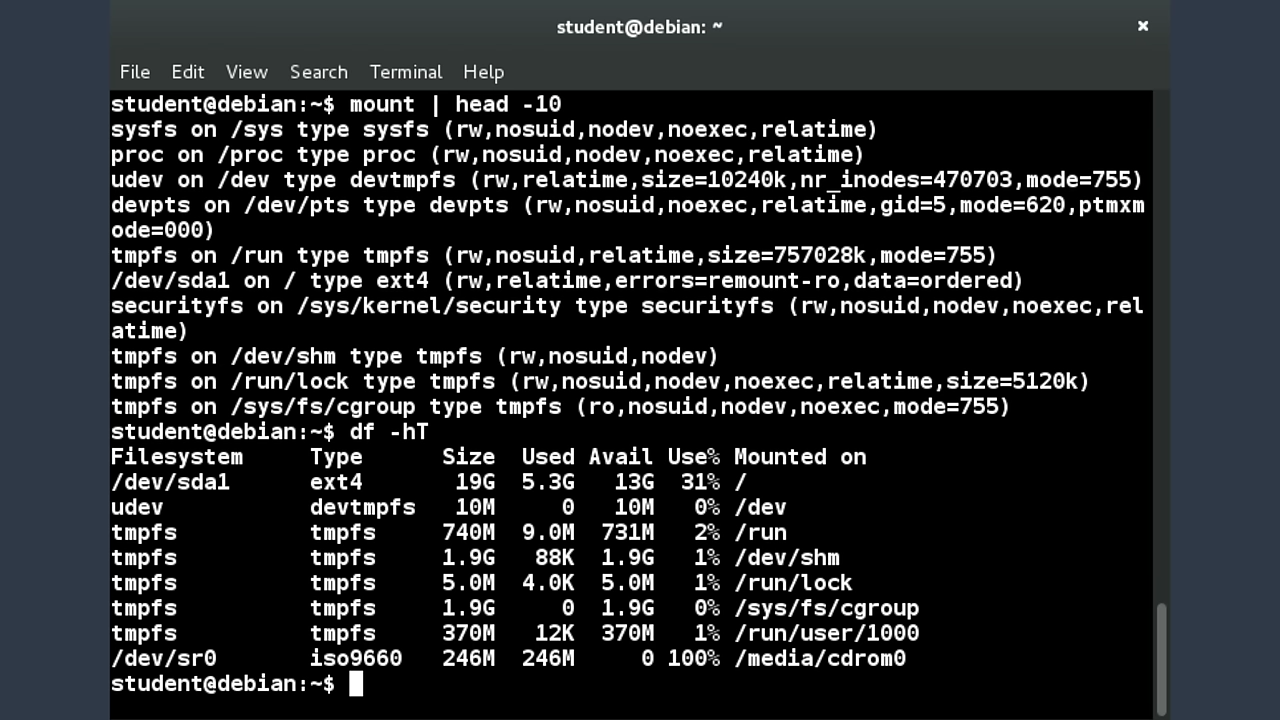 student@debian: ~
File Edit View Search Terminal Help
student@debian:~$ mount | head -10
sysfs on /sys type sysfs (rw,nosuid,nodev,noexec,relatime)
proc on /proc type proc (rw,nosuid,nodev,noexec,relatime)
udev on /dev type devtmpfs (rw,relatime,size=10240k,nr_inodes=470703,mode=755)
devpts on /dev/pts type devpts (rw,nosuid,noexec,relatime,gid=5,mode=620,ptmxm
ode=000)
tmpfs on /run type tmpfs (rw,nosuid,relatime,size=757028k,mode=755)
/dev/sda1 on / type ext4 (rw,relatime,errors=remount-ro,data=ordered)
securityfs on /sys/kernel/security type securityfs (rw,nosuid,nodev,noexec,rel
atime)
tmpfs on /dev/shm type tmpfs (rw,nosuid,nodev)
tmpfs on /run/lock type tmpfs (rw,nosuid,nodev,noexec,relatime,size=5120k)
tmpfs on /sys/fs/cgroup type tmpfs (ro,nosuid,nodev,noexec,mode=755)
student@debian:~$ df -hT
Filesystem     Type      Size  Used Avail Use% Mounted on
/dev/sda1      ext4       19G  5.3G   13G  31% /
udev           devtmpfs   10M     0   10M   0% /dev
tmpfs          tmpfs     740M  9.0M  731M   2% /run
tmpfs          tmpfs     1.9G   88K  1.9G   1% /dev/shm
tmpfs          tmpfs     5.0M  4.0K  5.0M   1% /run/lock
tmpfs          tmpfs     1.9G     0  1.9G   0% /sys/fs/cgroup
tmpfs          tmpfs     370M   12K  370M   1% /run/user/1000
/dev/sr0       iso9660   246M  246M     0 100% /media/cdrom0
student@debian:~$